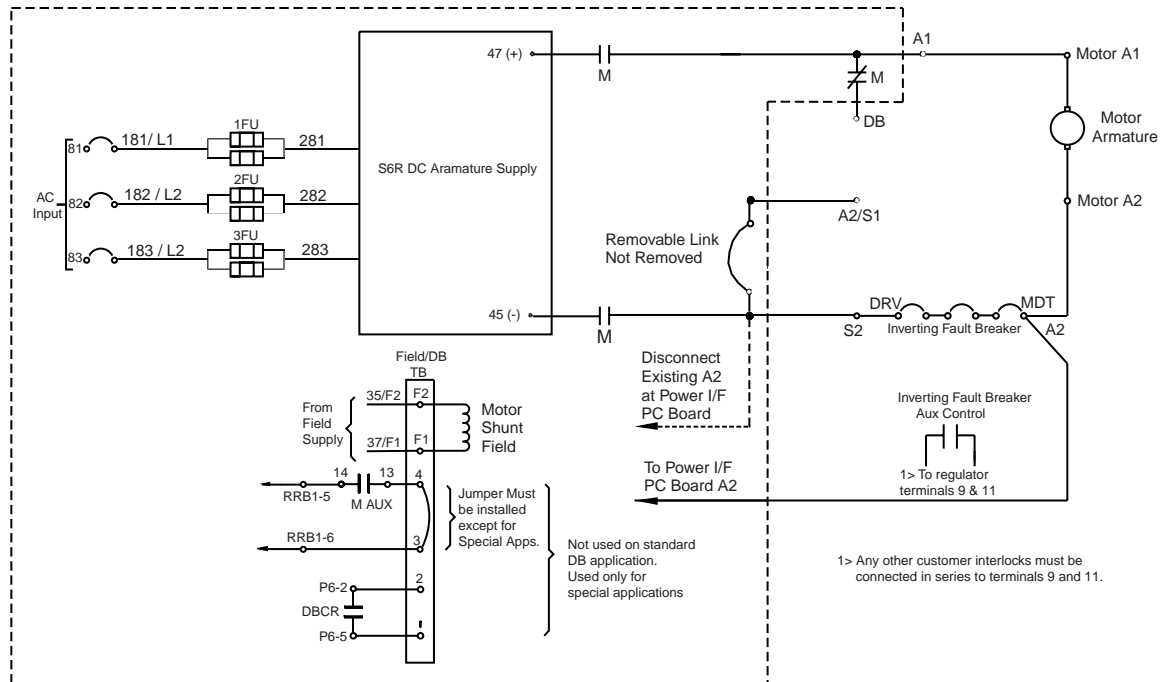 47 (+)
M
A1
Motor A1
M
DB
Motor
Armature
1FU
81
181/ L1
281
S6R DC Aramature Supply
2FU
AC
Input
82
182 / L2
282
A2/S1
Motor A2
3FU
83
183 / L2
283
Removable Link
Not Removed
45 (-)
M
DRV
MDT
S2
Inverting Fault Breaker
A2
Disconnect
Existing A2
at Power I/F
PC Board
Field/DB
TB
From
Field
Supply
35/F2
F2
37/F1
F1
Motor
Shunt
Field
Inverting Fault Breaker
Aux Control
1> To regulator
terminals 9 & 11
To Power I/F
PC Board A2
14
13
4
RRB1-5
M AUX
Jumper Must
be installed
except for
Special Apps.
RRB1-6
3
Not used on standard
DB application.
Used only for
special applications
1> Any other customer interlocks must be
connected in series to terminals 9 and 11.
P6-2
2
DBCR
P6-5